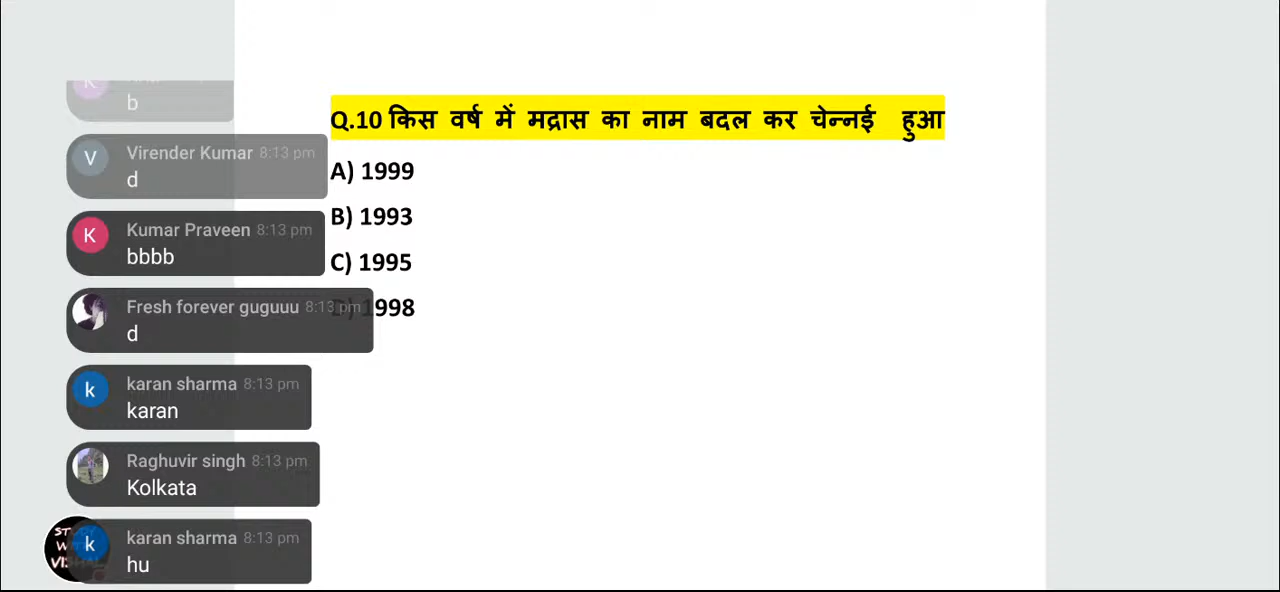 b
Virender Kumar 8:13 pm
d
Kumar Praveen 8:13 pm
bbbb
Fresh forever guguuu 8:13 pm
d
karan sharma 8:13 pm
karan
Raghuvir singh 8:13 pm
Kolkata
karan sharma 8:13 pm
hu
Q.10 किस वर्ष में मद्रास का नाम बदल कर चेन्नई हुआ
A) 1999
B) 1993
C) 1995
D) 1998